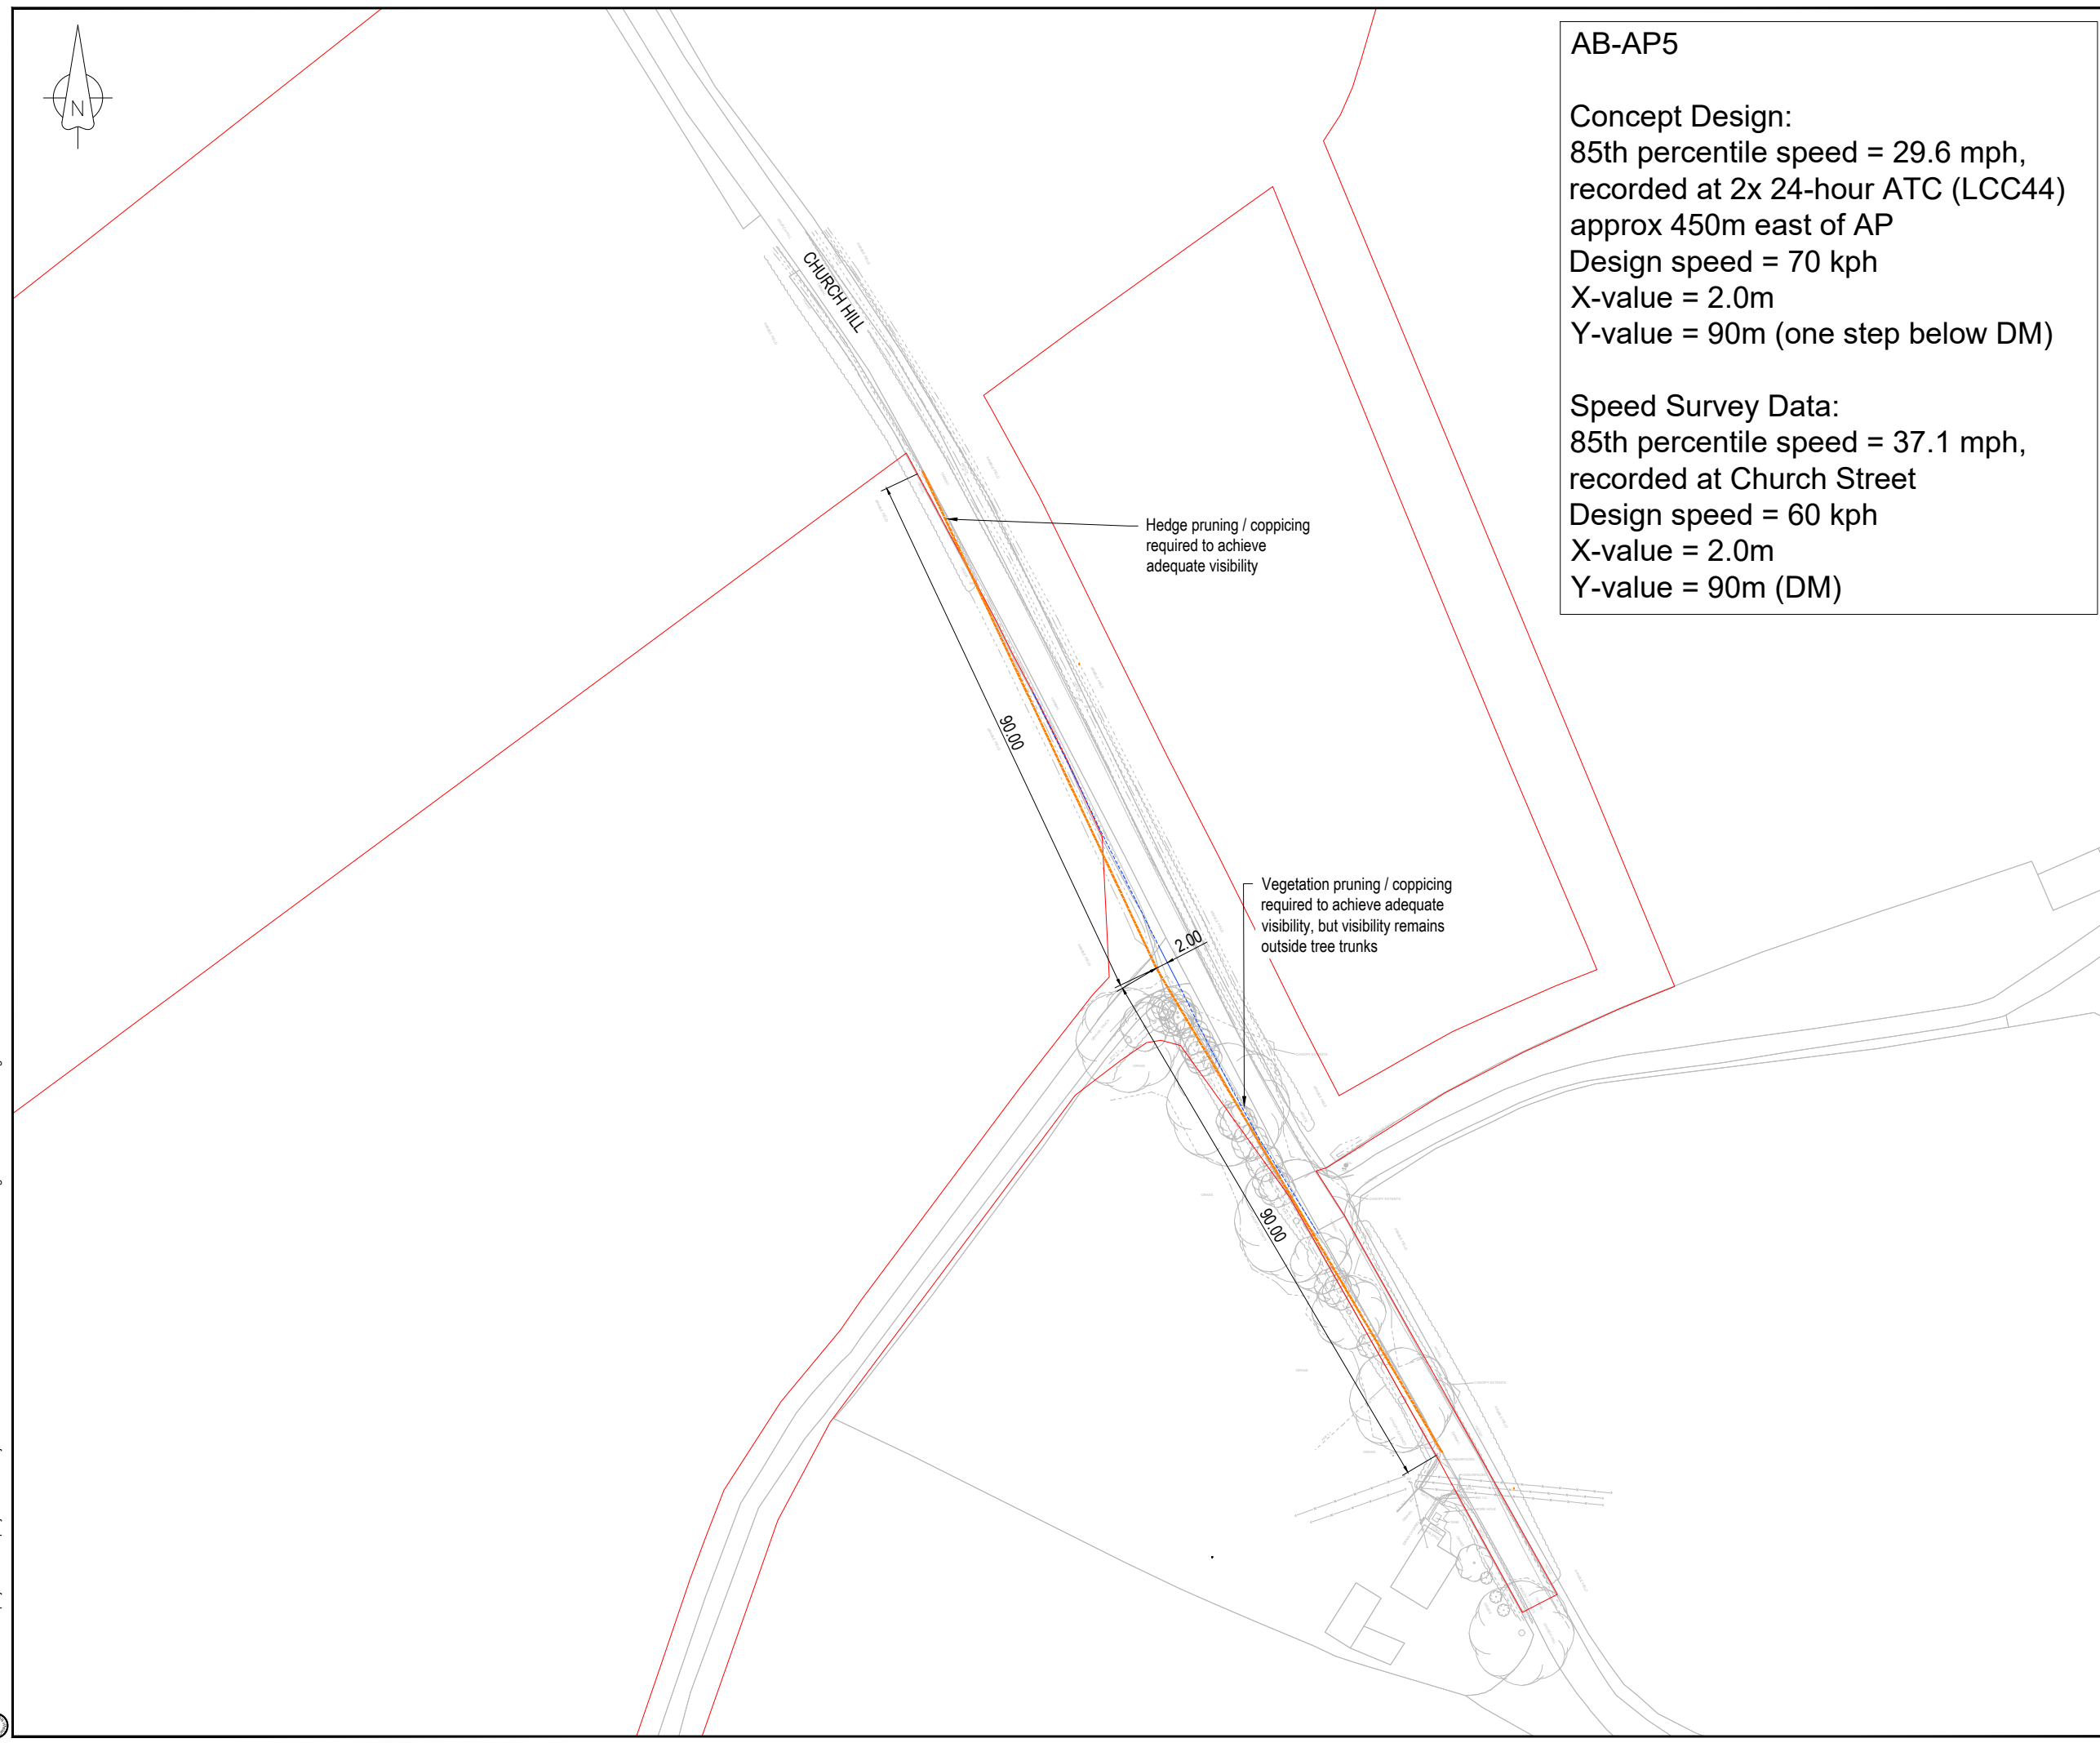 N
AB-AP5
Concept Design:
85th percentile speed = 29.6 mph,
recorded at 2x 24-hour ATC (LCC44)
approx 450m east of AP
Design speed = 70 kph
X-value = 2.0m
Y-value = 90m (one step below DM)
Speed Survey Data:
85th percentile speed = 37.1 mph,
recorded at Church Street
Design speed = 60 kph
X-value = 2.0m
Y-value = 90m (DM)
CHURCH HILL
Hedge pruning / coppicing
required to achieve
adequate visibility
90.00
Vegetation pruning / coppicing
required to achieve adequate
visibility, but visibility remains
outside tree trunks
2.00
90.00